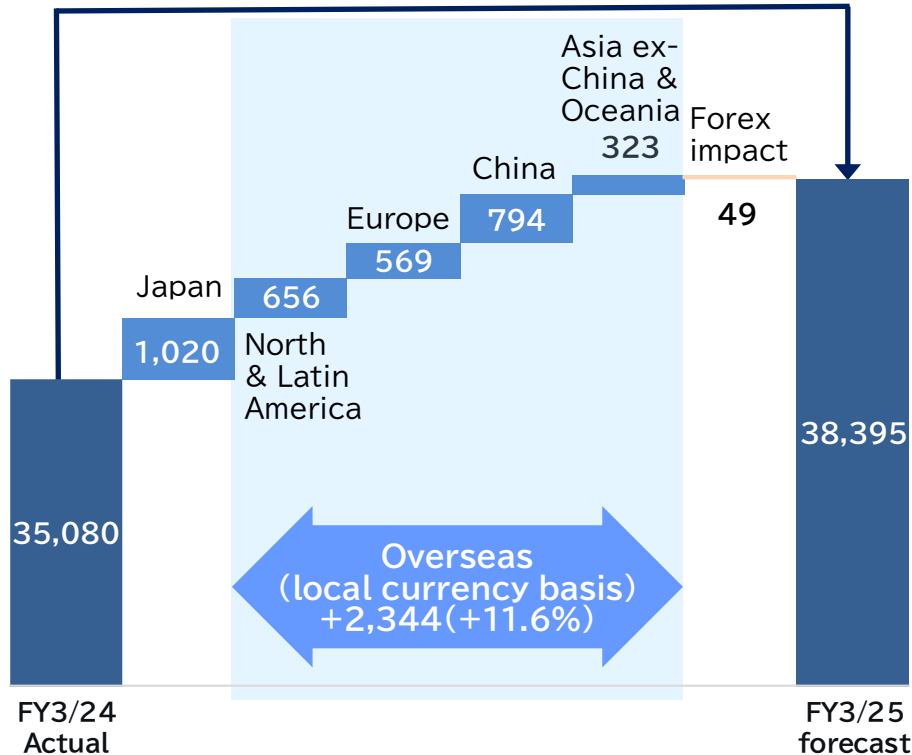 Asia ex-
China &
Oceania
323
Forex
impact
49
China
794
Europe
569
Japan
1,020
656
North
& Latin
America
35,080
38,395
Overseas
(local currency basis)
+2,344(+11.6%)
FY3/24
Actual
FY3/25
forecast